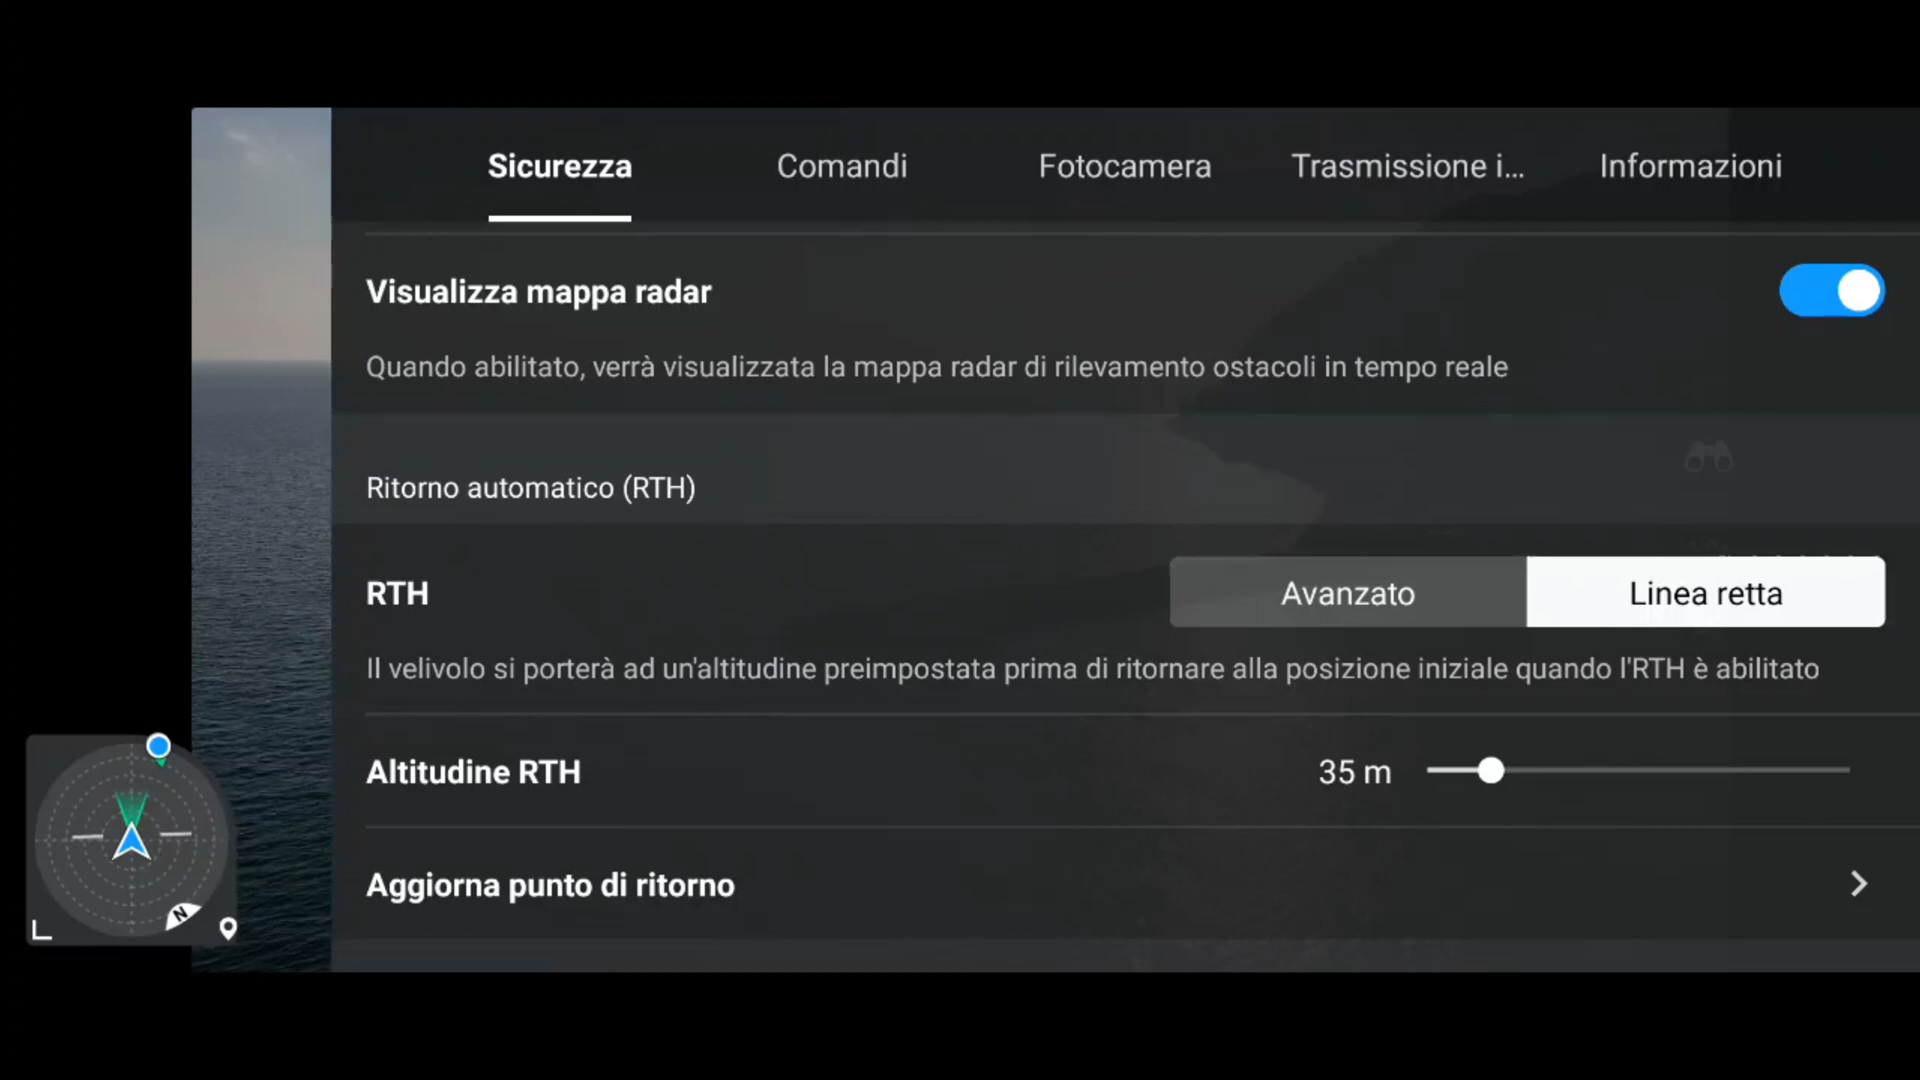 Sicurezza
Comandi
Fotocamera
Trasmissione i...
Informazioni
Visualizza mappa radar
Quando abilitato, verrà visualizzata la mappa radar di rilevamento ostacoli in tempo reale
Ritorno automatico (RTH)
RTH
Avanzato
Linea retta
Il velivolo si porterà ad un'altitudine preimpostata prima di ritornare alla posizione iniziale quando l'RTH è abilitato
Altitudine RTH
35 m
Aggiorna punto di ritorno
N